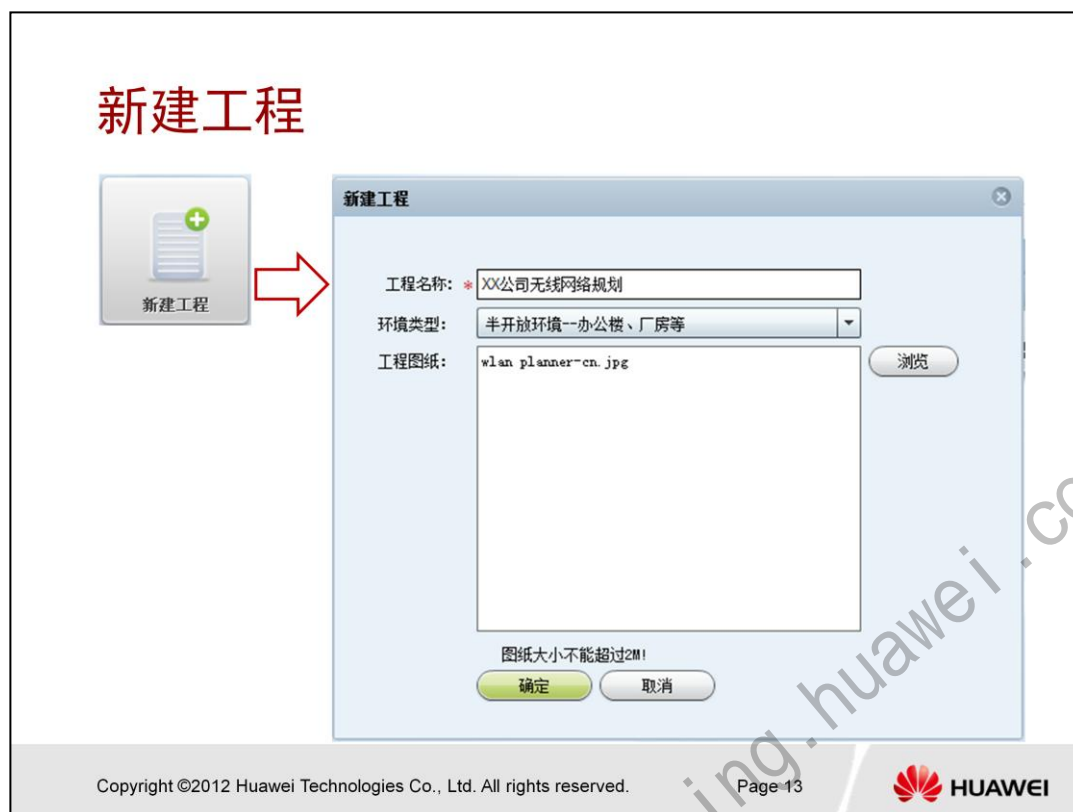 新建工程
新建工程
新建工程
工程名称: * XX公司无线网络规划
环境类型: 半开放环境--办公楼、厂房等
工程图纸: wlan planner-cn.jpg
浏览
图纸大小不能超过2M!
确定 取消
ing.huawei.co
Copyright ©2012 Huawei Technologies Co., Ltd. All rights reserved. Page 13 HUAWEI